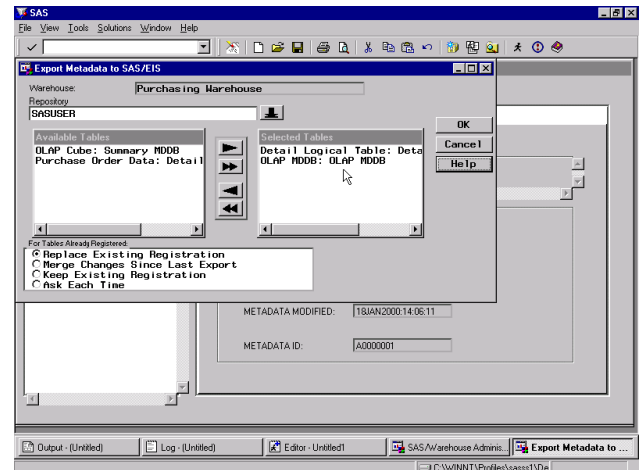 SAS
File View Tools Solutions Window Help
Export Metadata to SAS/EIS
Warehouse: Purchasing Warehouse
Repository
SASUSER
OK
Cancel
Help
Available Tables
OLAP Cube: Summary MDDB
Purchase Order Data: Detail
Selected Tables
Detail Logical Table: Deta
OLAP MDDB: OLAP MDDB
For Tables Already Registered:
Replace Existing Registration
Merge Changes Since Last Export
Keep Existing Registration
Ask Each Time
METADATA MODIFIED: 18JAN2000:14:06:11
METADATA ID: A0000001
Output - (Untitled) Log - (Untitled) Editor - Untitled1 SAS/Warehouse Adminis... Export Metadata to ...
C:\WINNT\Profiles\sasss1\De